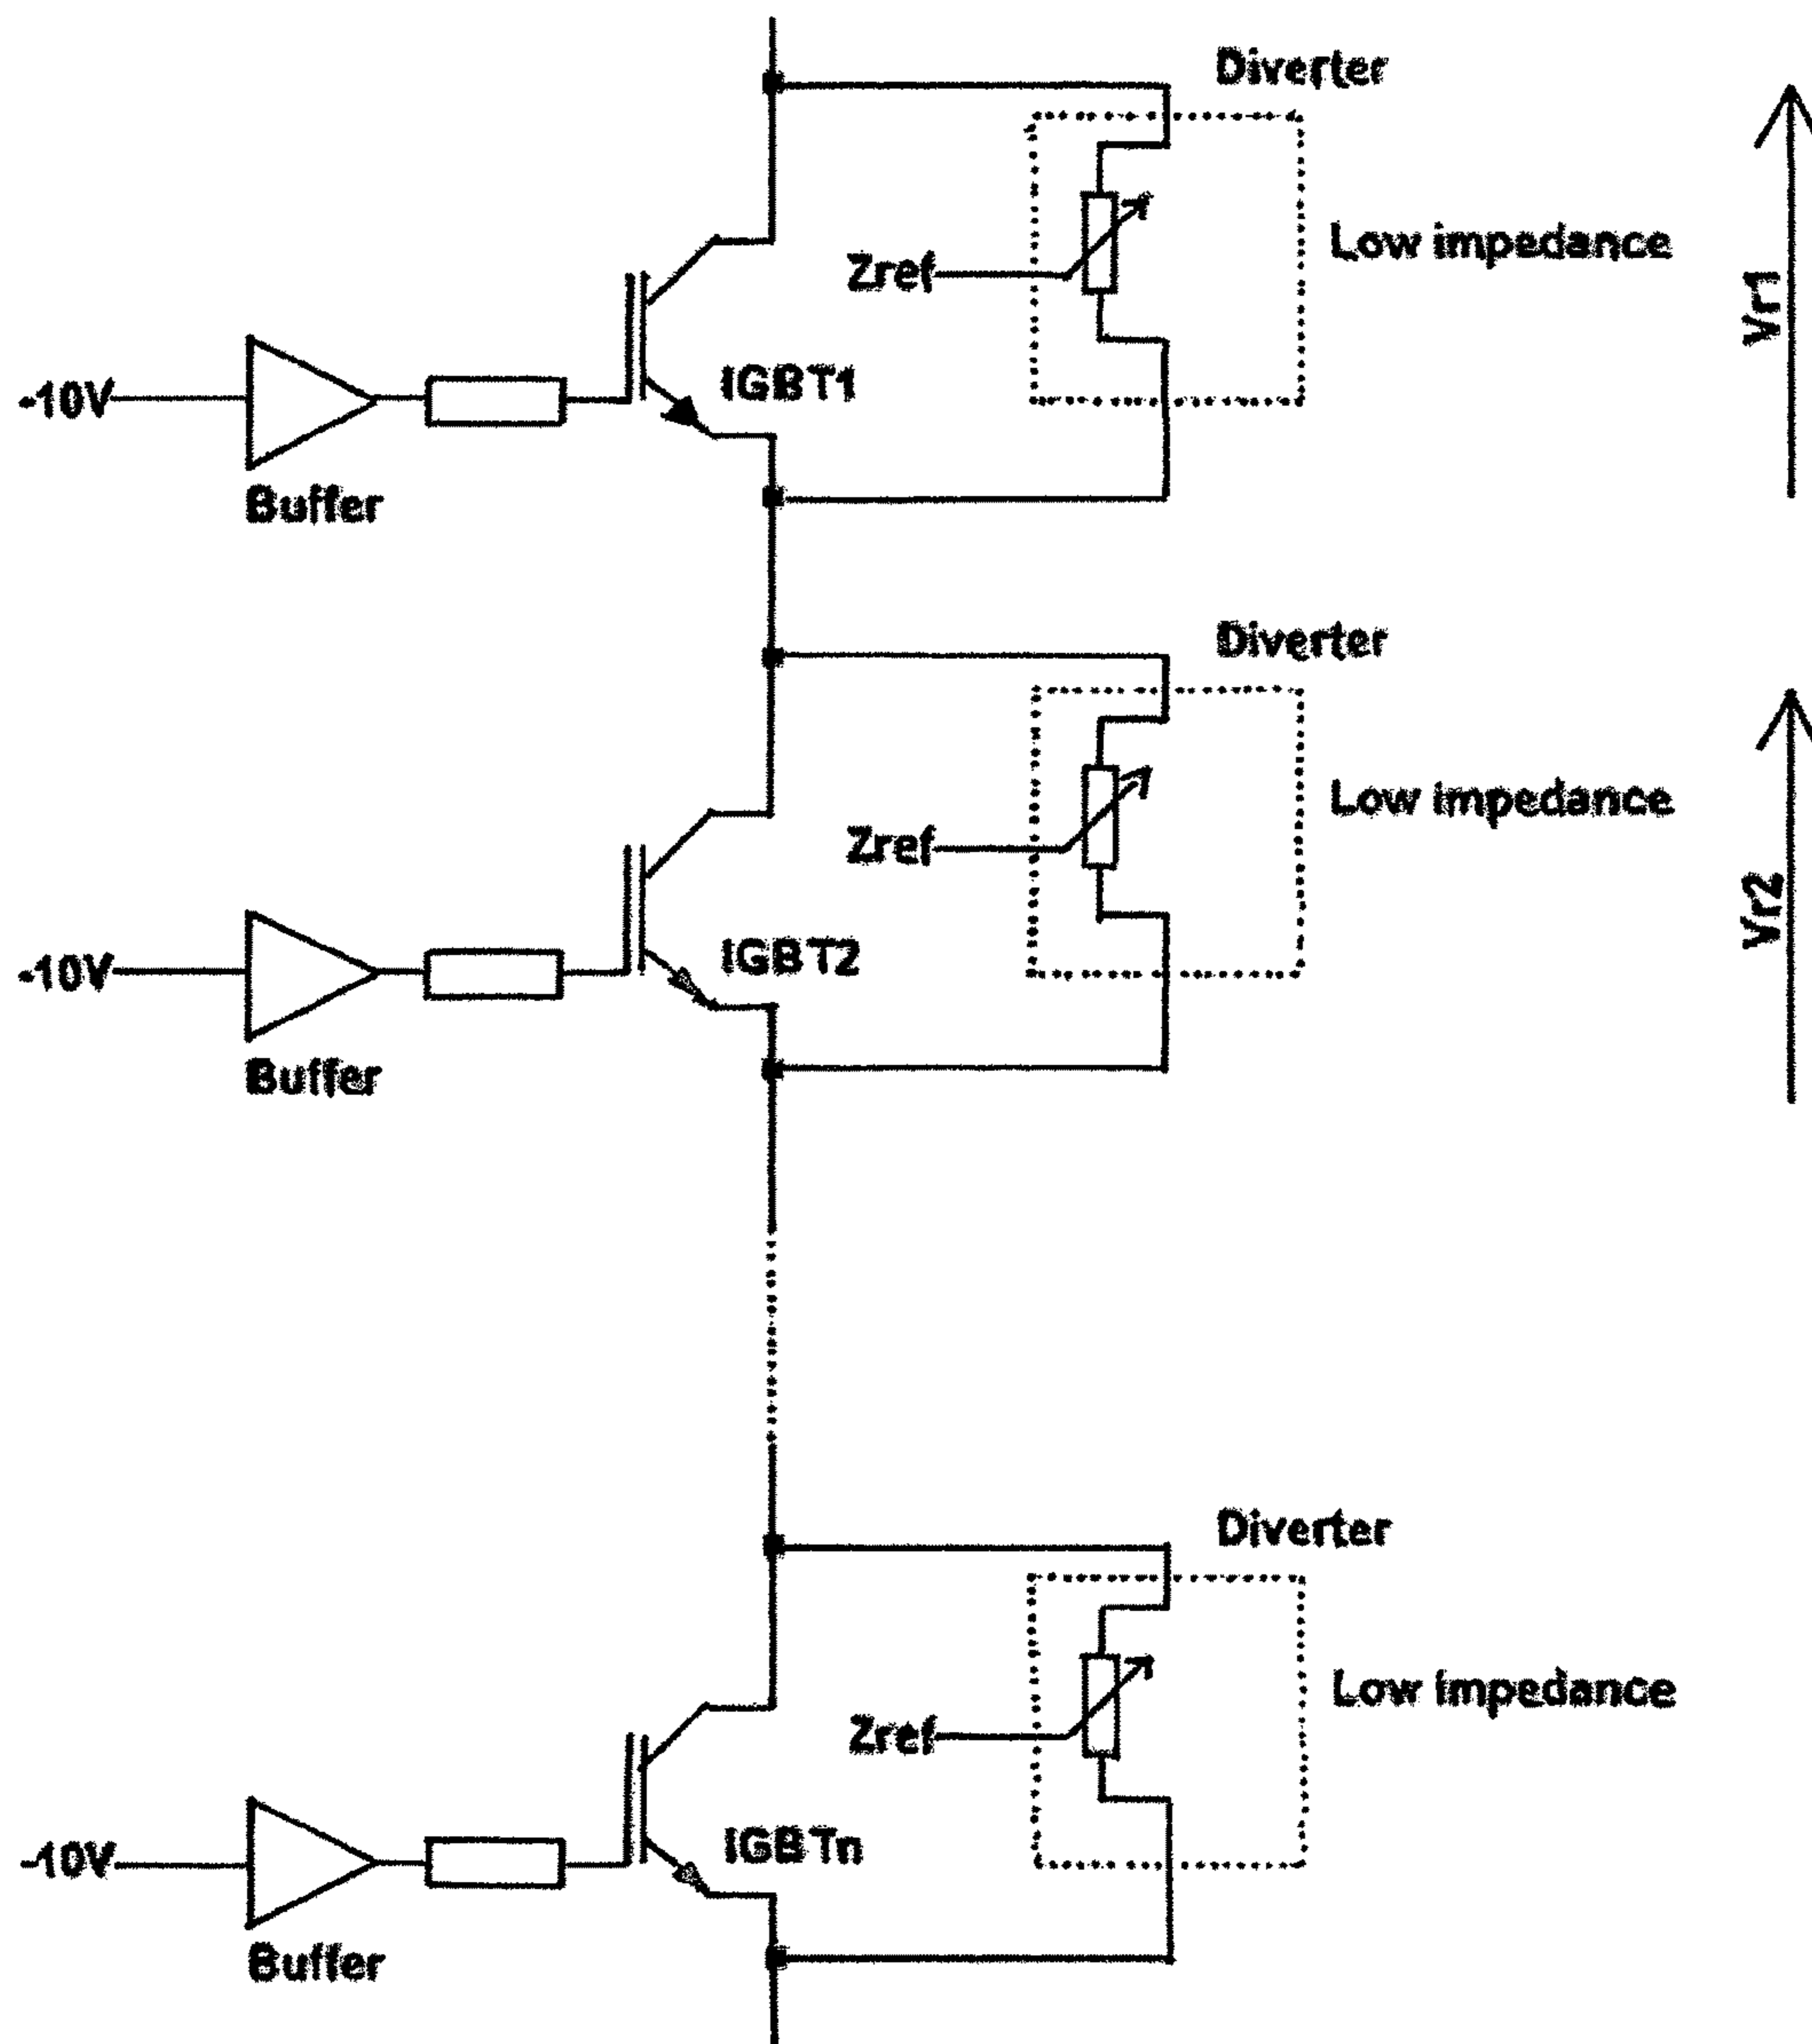 Diverter
Low impedance
Zref
Vr1
IGBT1
-10V
Buffer
Diverter
Low impedance
Zref
Vr2
IGBT2
-10V
Buffer
Diverter
Low impedance
Zref
IGBTn
-10V
Buffer